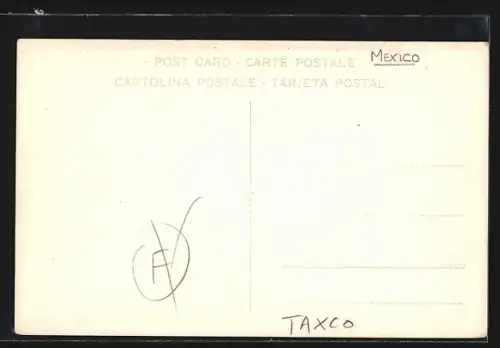 · POST CARD · CARTE POSTALE
MEXICO
CARTOLINA POSTALE · TARJETA POSTAL
F
TAXCO